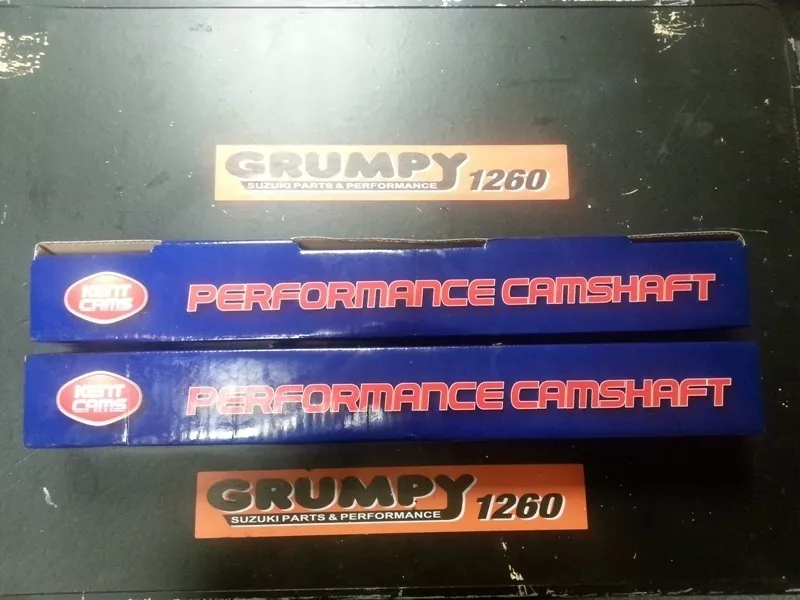 GRUMPY 1260
SUZUKI PARTS & PERFORMANCE
KENT CAMS
PERFORMANCE CAMSHAFT
KENT CAMS
PERFORMANCE CAMSHAFT
GRUMPY 1260
SUZUKI PARTS & PERFORMANCE